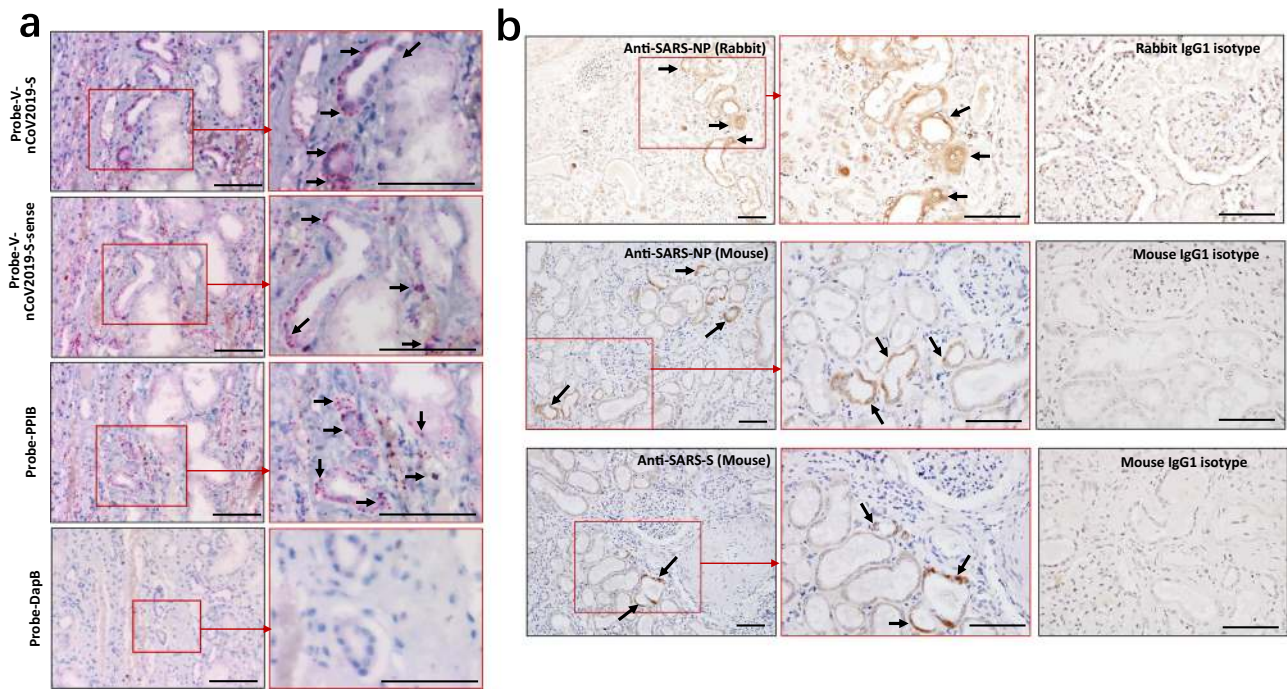 a
Probe-V-
nCoV2019-S
Probe-V-
nCoV2019-S-sense
Probe-PPIB
Probe-DapB
b
Anti-SARS-NP (Rabbit)
Rabbit IgG1 isotype
Anti-SARS-NP (Mouse)
Mouse IgG1 isotype
Anti-SARS-S (Mouse)
Mouse IgG1 isotype